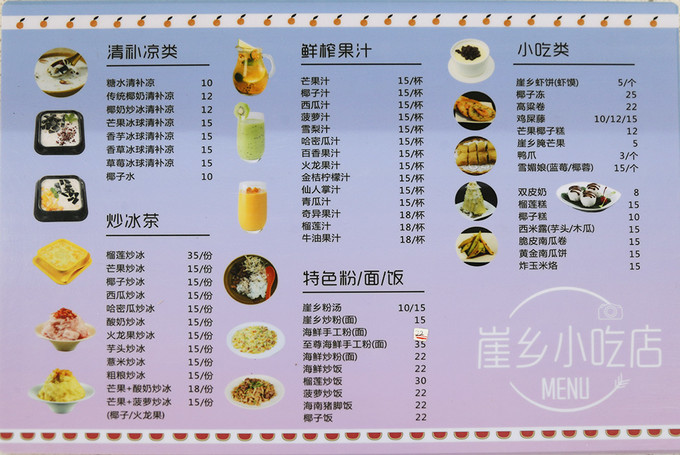 清补凉类
糖水清补凉 10
传统椰奶清补凉 12
椰奶炒冰清补凉 12
芒果冰球清补凉 15
香芋冰球清补凉 15
香草冰球清补凉 15
草莓冰球清补凉 15
椰子水 10
炒冰茶
榴莲炒冰 35/份
芒果炒冰 15/份
椰子炒冰 15/份
西瓜炒冰 15/份
哈密瓜炒冰 15/份
酸奶炒冰 15/份
火龙果炒冰 15/份
芋头炒冰 15/份
薏米炒冰 15/份
粗粮炒冰 15/份
芒果+酸奶炒冰 18/份
芒果+菠萝炒冰 15/份
(椰子/火龙果)
鲜榨果汁
芒果汁 15/杯
椰子汁 15/杯
西瓜汁 15/杯
菠萝汁 15/杯
雪梨汁 15/杯
哈密瓜汁 15/杯
百香果汁 15/杯
火龙果汁 15/杯
金桔柠檬汁 15/杯
仙人掌汁 15/杯
青瓜汁 15/杯
奇异果汁 18/杯
榴莲汁 18/杯
牛油果汁 18/杯
特色粉/面/饭
崖乡粉汤 10/15
崖乡炒粉(面) 15
海鲜手工粉(面)
至尊海鲜手工粉(面) 35
海鲜炒粉(面) 22
海鲜炒饭 22
榴莲炒饭 30
菠萝炒饭 22
海南猪脚饭 22
椰子饭 22
小吃类
崖乡虾饼(虾馍) 5/个
椰子冻 25
高粱卷 22
鸡屎藤 10/12/15
芒果椰子糕 12
崖乡腌芒果 5
鸭爪 3/个
雪媚娘(蓝莓/椰蓉) 15/个
双皮奶 8
榴莲糕 15
椰子糕 10
西米露(芋头/木瓜) 15
脆皮南瓜卷 15
黄金南瓜饼 15
炸玉米烙 15
崖乡小吃店
MENU